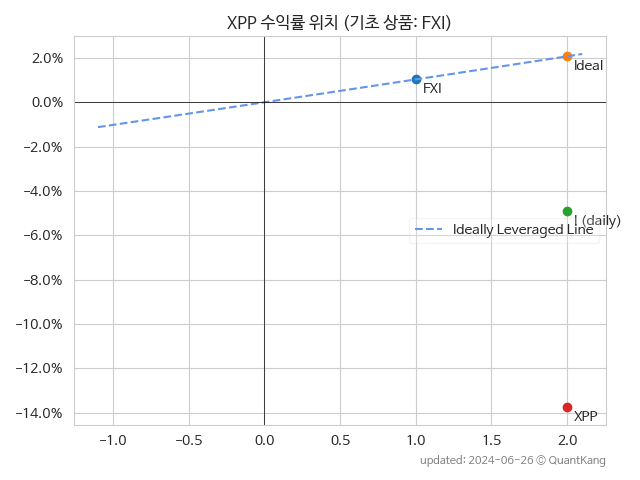 XPP 수익률 위치 (기초 상품: FXI)
2.0%
0.0%
−2.0%
−4.0%
−6.0%
−8.0%
−10.0%
−12.0%
−14.0%
Ideal
FXI
(daily)
Ideally Leveraged Line
XPP
−1.0
−0.5
0.0
0.5
1.0
1.5
2.0
updated: 2024-06-26 © QuantKang